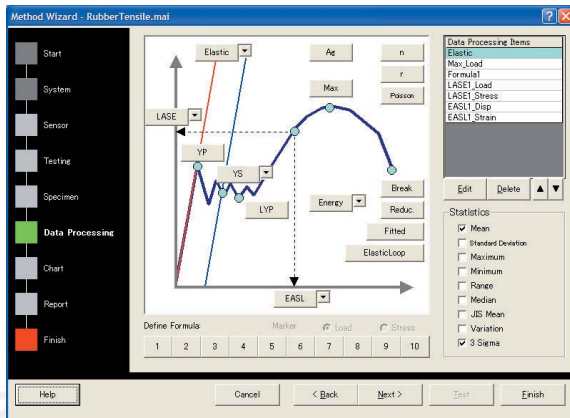 Method Wizard - RubberTensile.mai
Start
System
Sensor
Testing
Specimen
Data Processing
Chart
Report
Finish
Elastic
Ag
n
r
Poisson
Max
LASE
YP
YS
LYP
Energy
Break
Reduc.
Fitted
ElasticLoop
EASL
Define Formula:
Marker
Load
Stress
1 2 3 4 5 6 7 8 9 10
Data Processing Items
Elastic
Max_Load
Formula1
LASE1_Load
LASE1_Stress
EASL1_Disp
EASL1_Strain
Edit
Delete
Statistics
Mean
Standard Deviation
Maximum
Minimum
Range
Median
JIS Mean
Variation
3 Sigma
Help
Cancel
< Back
Next >
Test
Finish